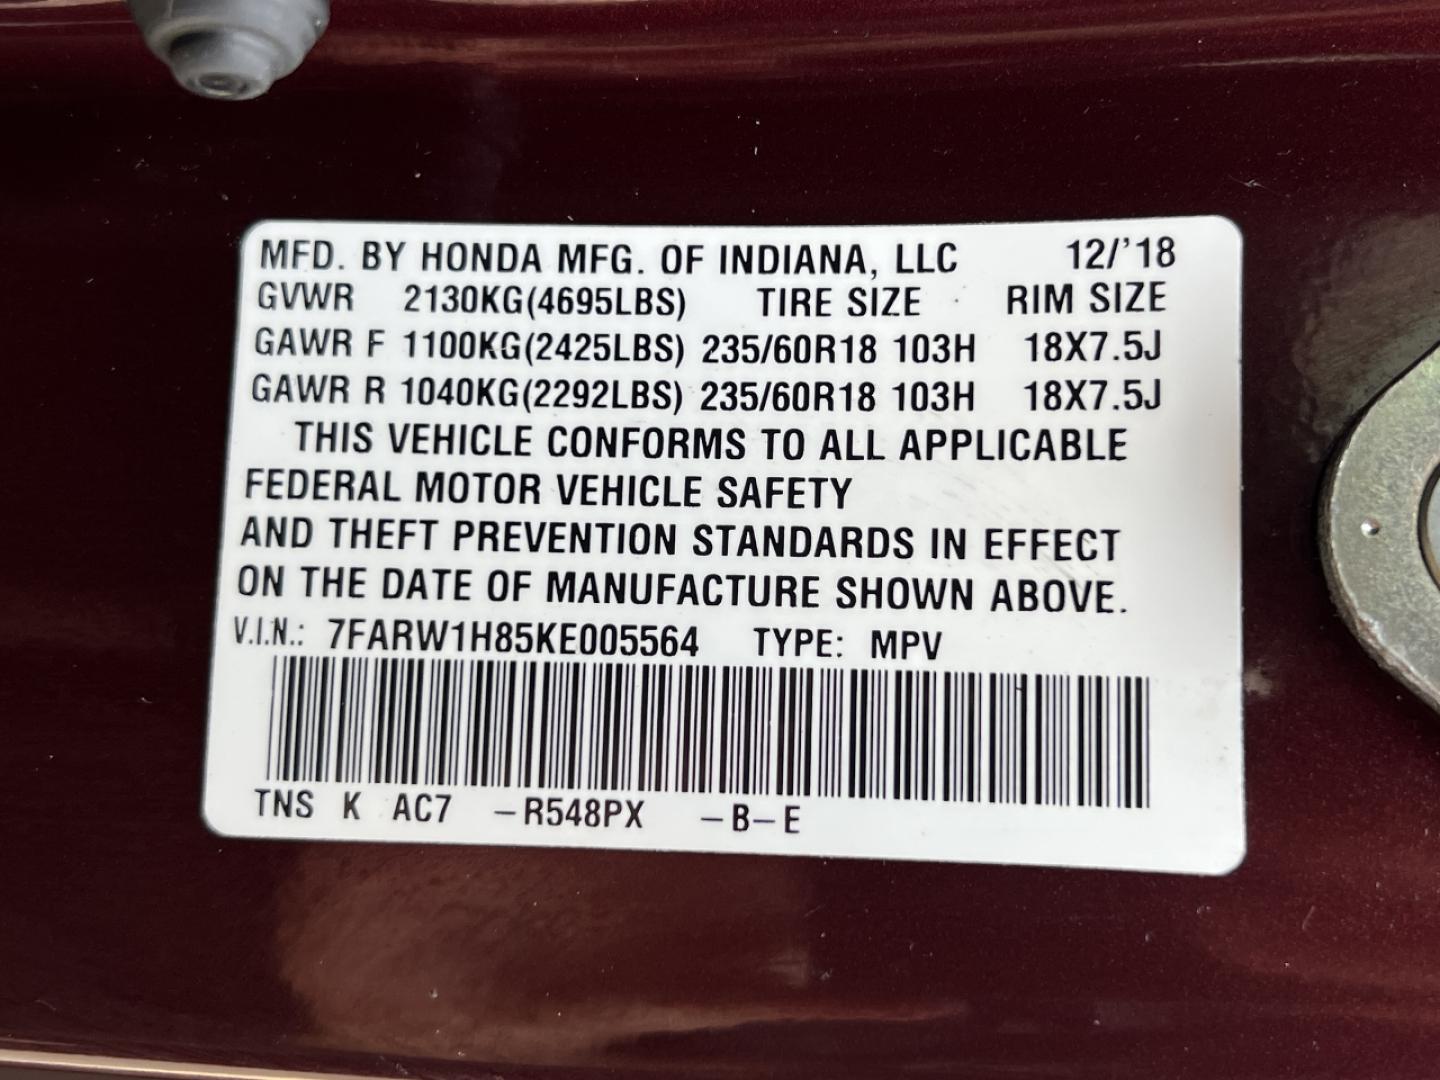 MFD. BY HONDA MFG. OF INDIANA, LLC 12/'18
GVWR 2130KG(4695LBS) TIRE SIZE RIM SIZE
GAWR F 1100KG(2425LBS) 235/60R18 103H 18X7.5J
GAWR R 1040KG(2292LBS) 235/60R18 103H 18X7.5J
THIS VEHICLE CONFORMS TO ALL APPLICABLE
FEDERAL MOTOR VEHICLE SAFETY
AND THEFT PREVENTION STANDARDS IN EFFECT
ON THE DATE OF MANUFACTURE SHOWN ABOVE.
V.I.N.: 7FARW1H85KE005564 TYPE: MPV
TNS K AC7 -R548PX -B-E